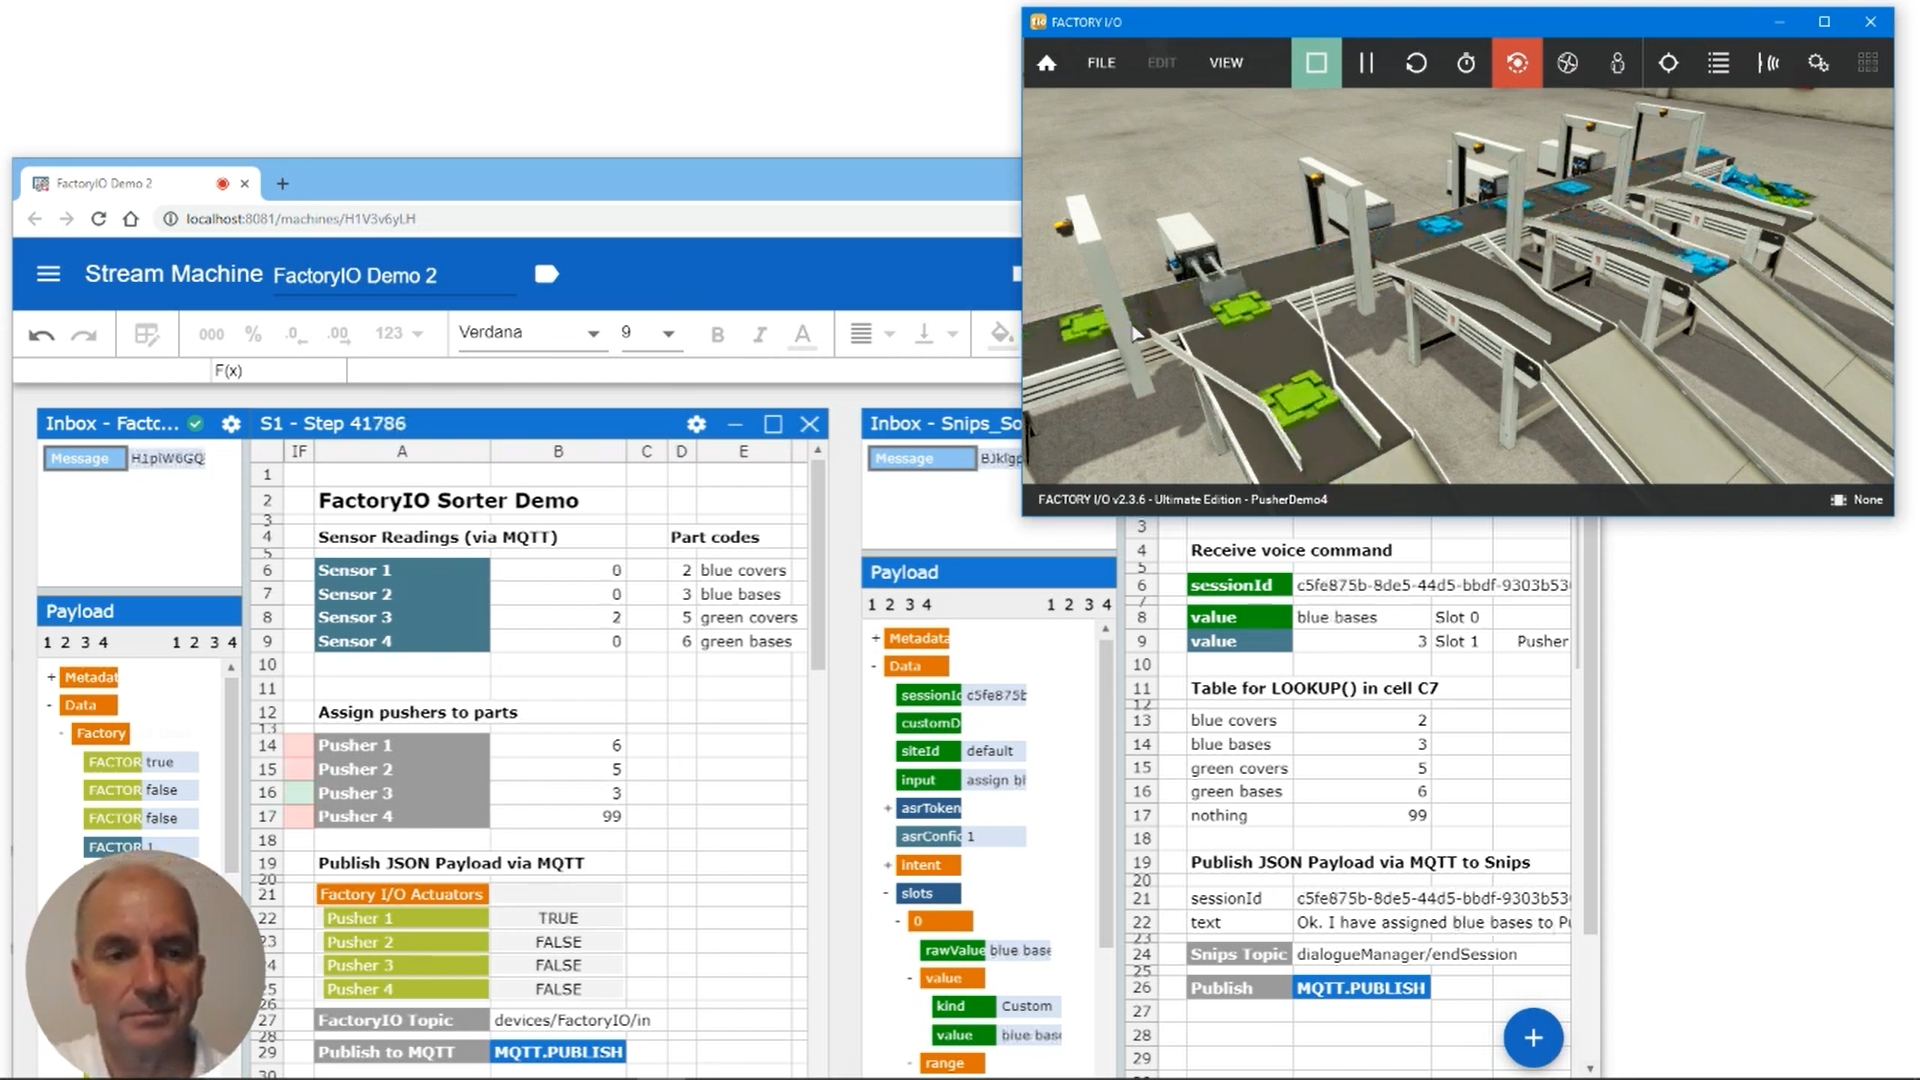 FACTORY I/O
FILE EDIT VIEW
FACTORY I/O v2.3.6 - Ultimate Edition - PusherDemo4
None
FactoryIO Demo 2
localhost:8081/machines/H1V3v6yLH
Stream Machine FactoryIO Demo 2
000 % .0 .00 123 Verdana 9 B I A
F(x)
Inbox - Factc...
Message H1plW6GQ
Payload
1 2 3 4 1 2 3 4
+ Metadat
- Data
- Factory
FACTOR true
FACTOR false
FACTOR false
FACTOR 1
S1 - Step 41786
IF A B C D E
1
2 FactoryIO Sorter Demo
3
4 Sensor Readings (via MQTT) Part codes
5
6 Sensor 1 0 2 blue covers
7 Sensor 2 0 3 blue bases
8 Sensor 3 2 5 green covers
9 Sensor 4 0 6 green bases
10
11
12 Assign pushers to parts
13
14 Pusher 1 6
15 Pusher 2 5
16 Pusher 3 3
17 Pusher 4 99
18
19 Publish JSON Payload via MQTT
20
21 Factory I/O Actuators
22 Pusher 1 TRUE
23 Pusher 2 FALSE
24 Pusher 3 FALSE
25 Pusher 4 FALSE
26
27 FactoryIO Topic devices/FactoryIO/in
28
29 Publish to MQTT MQTT.PUBLISH
30
Inbox - Snips_So
Message BJklgp
Payload
1 2 3 4 1 2 3 4
+ Metadata
- Data
sessionId c5fe875b
customD
siteId default
input assign bl
+ asrToken
asrConfic 1
+ intent
- slots
- 0
rawValue blue base
- value
kind Custom
value blue base
- range
3
4 Receive voice command
5
6 sessionId c5fe875b-8de5-44d5-bbdf-9303b530
7
8 value blue bases Slot 0
9 value 3 Slot 1 Pusher
10
11 Table for LOOKUP() in cell C7
12
13 blue covers 2
14 blue bases 3
15 green covers 5
16 green bases 6
17 nothing 99
18
19 Publish JSON Payload via MQTT to Snips
20
21 sessionId c5fe875b-8de5-44d5-bbdf-9303b530
22 text Ok. I have assigned blue bases to Pu
23
24 Snips Topic dialogueManager/endSession
25
26 Publish MQTT.PUBLISH
27
28
29